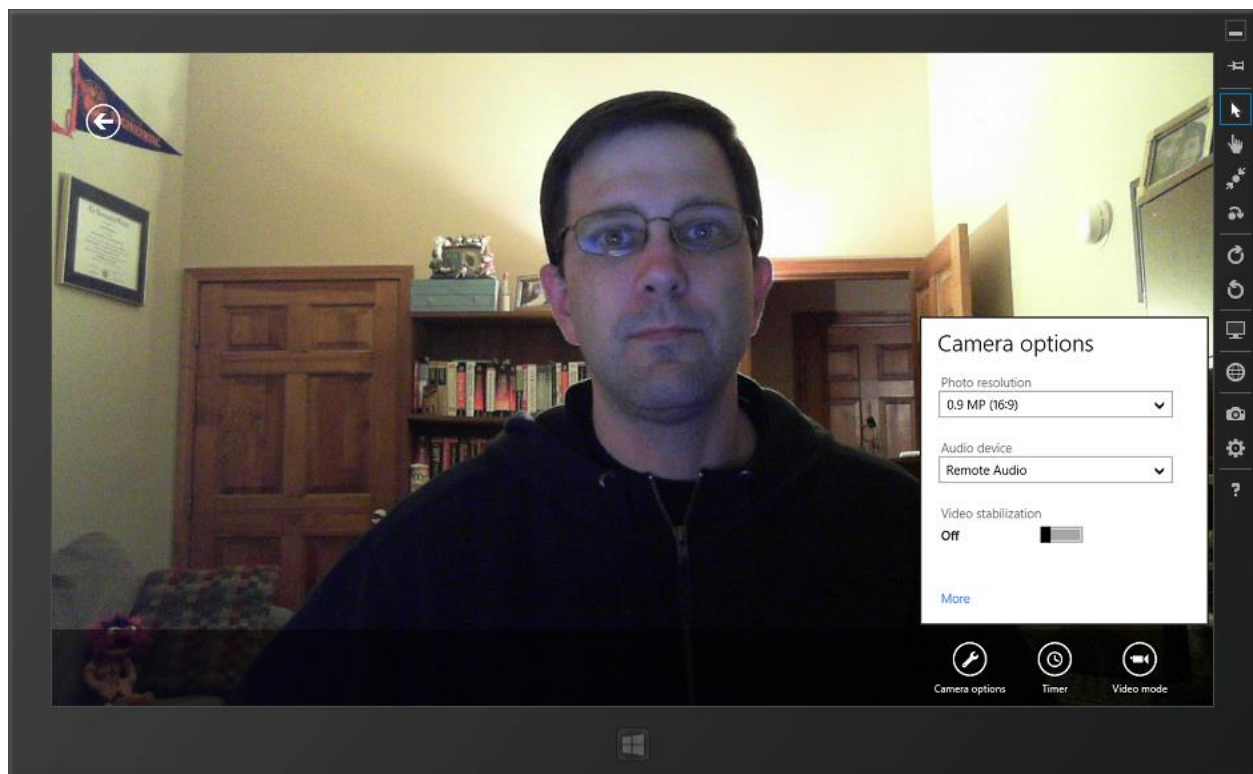 Camera options
Photo resolution
0.9 MP (16:9)
Audio device
Remote Audio
Video stabilization
Off
More
Camera options
Timer
Video mode
?